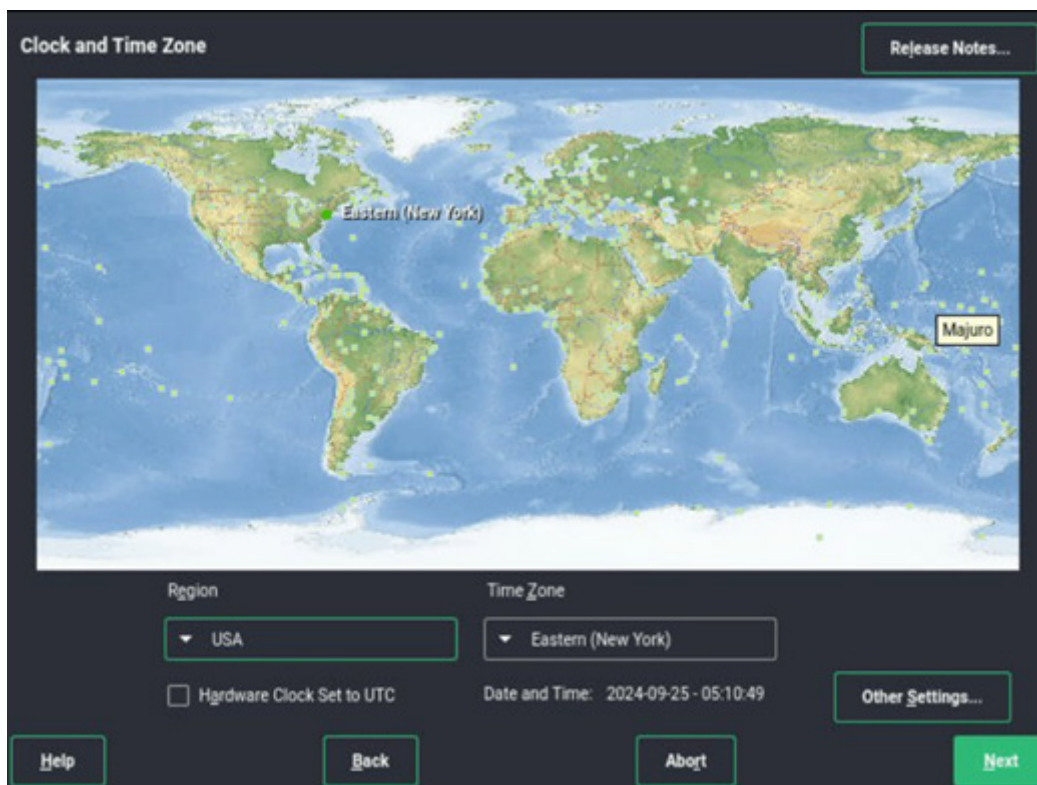 Clock and Time Zone
Release Notes...
Eastern (New York)
Majuro
Region
Time Zone
USA
Eastern (New York)
Hardware Clock Set to UTC
Date and Time: 2024-09-25 - 05:10:49
Other Settings...
Help
Back
Abort
Next